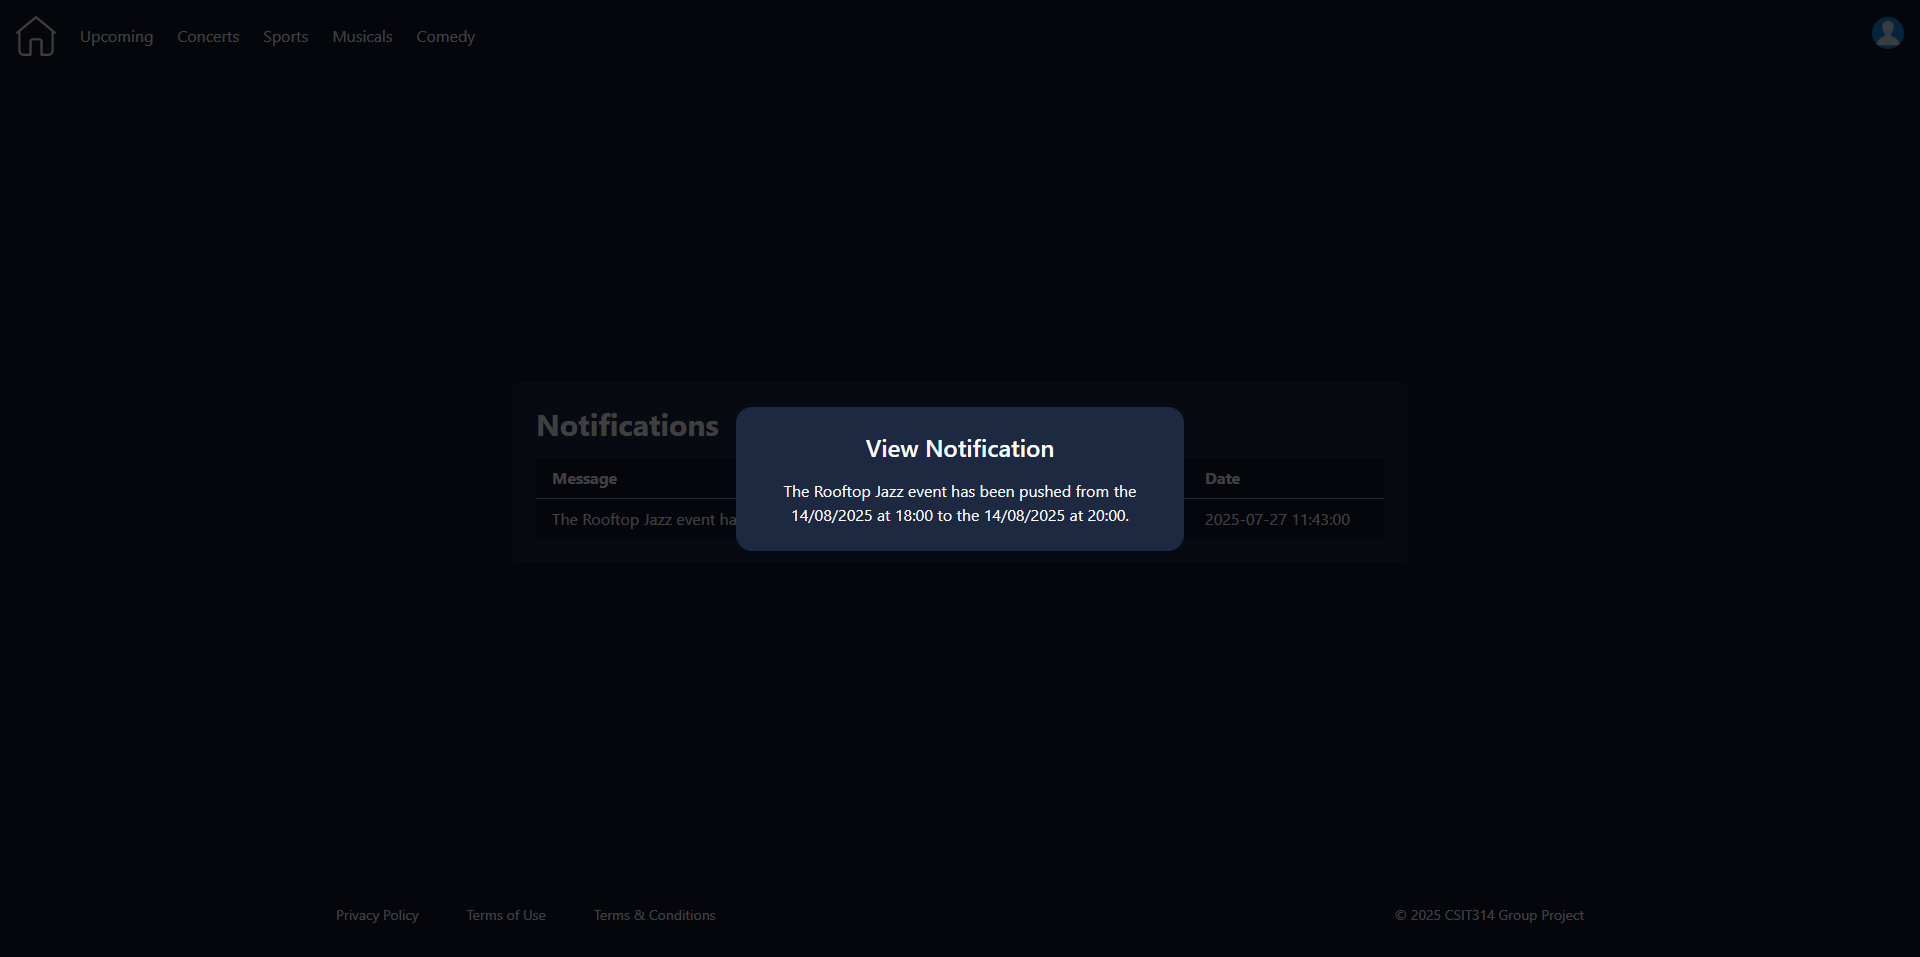 Upcoming Concerts Sports Musicals Comedy
Notifications
View Notification
Message
Date
The Rooftop Jazz event has been pushed from the
14/08/2025 at 18:00 to the 14/08/2025 at 20:00.
The Rooftop Jazz event ha
2025-07-27 11:43:00
Privacy Policy Terms of Use Terms & Conditions © 2025 CSIT314 Group Project